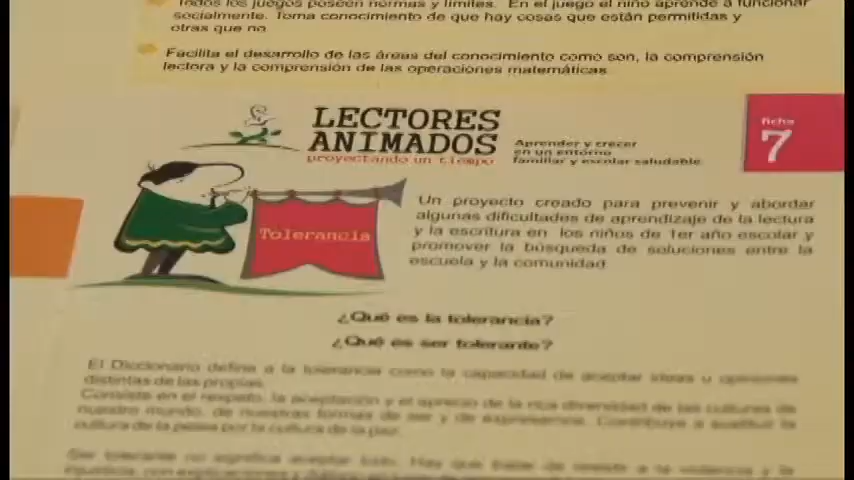 Todos los juegos poseen normas y límites. En el juego el niño aprende a funcionar
socialmente. Toma conocimiento de que hay cosas que están permitidas y
otras que no
Facilita el desarrollo de las áreas del conocimiento como son, la comprensión
lectora y la comprensión de las operaciones matemáticas.
LECTORES
ANIMADOS
proyectando un tiempo
Aprender y crecer
en un entorno
familiar y escolar saludable
ficha
7
Tolerancia
Un proyecto creado para prevenir y abordar
algunas dificultades de aprendizaje de la lectura
y la escritura en los niños de 1er año escolar y
promover la búsqueda de soluciones entre la
escuela y la comunidad
¿Qué es la tolerancia?
¿Qué es ser tolerante?
El Diccionario define a la tolerancia como la capacidad de aceptar ideas u opiniones
distintas de las propias.
Consiste en el respeto, la aceptación y el aprecio de la rica diversidad de las culturas de
nuestro mundo, de nuestras formas de ser y de expresarnos. Contribuye a sustituir la
cultura de la por la cultura de la paz.
Ser tolerante no significa aceptar todo. Hay que tratar de resistir a la violencia y la
injusticia, con